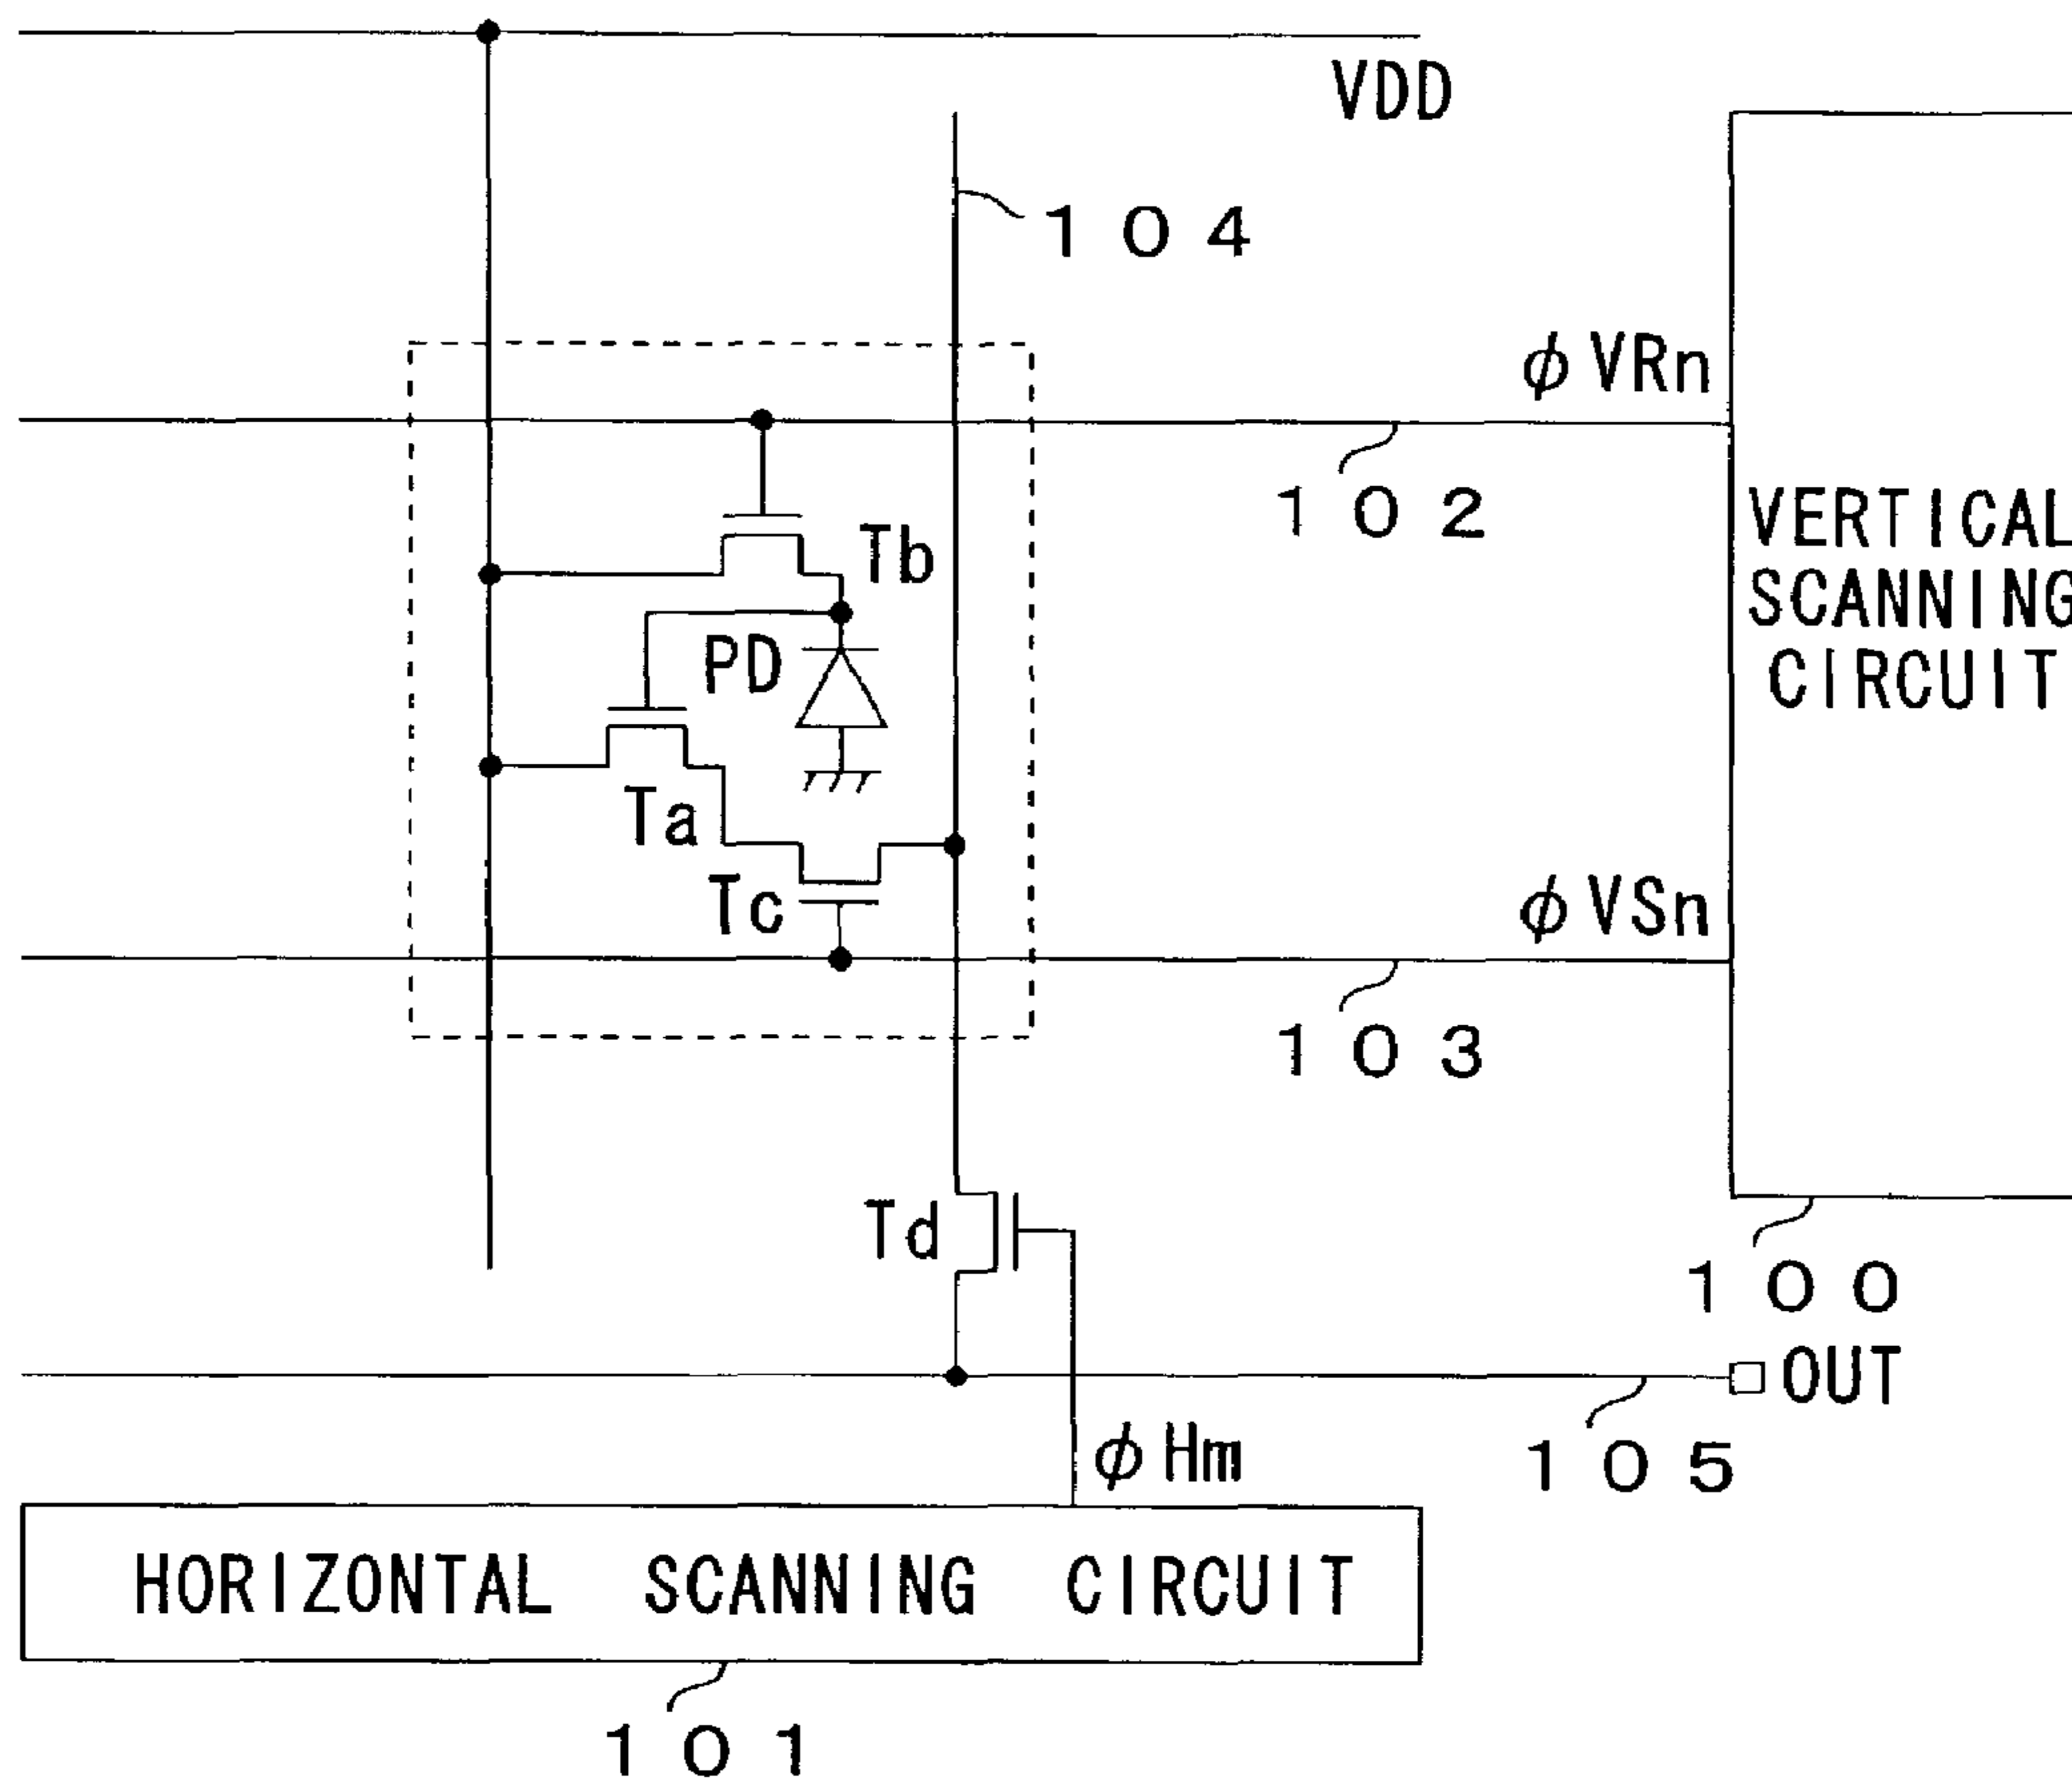 VDD
104
φVRn
102
VERTICAL
SCANNING
CIRCUIT
Tb
PD
Ta
Tc
φVSn
103
Td
100
OUT
φHm
105
HORIZONTAL SCANNING CIRCUIT
101